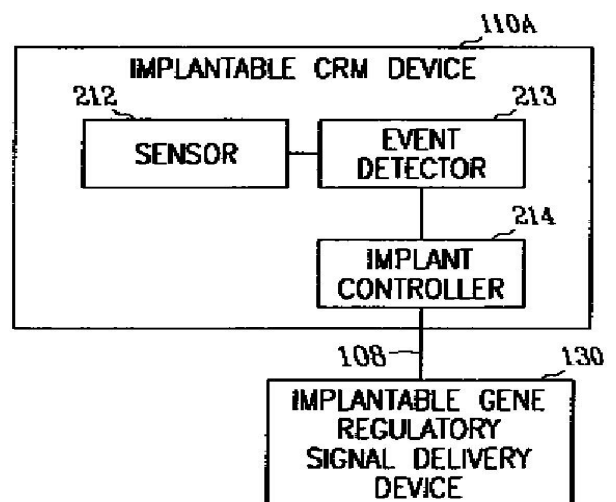 110A
IMPLANTABLE CRM DEVICE
212
213
SENSOR
EVENT
DETECTOR
214
IMPLANT
CONTROLLER
108
130
IMPLANTABLE GENE
REGULATORY
SIGNAL DELIVERY
DEVICE